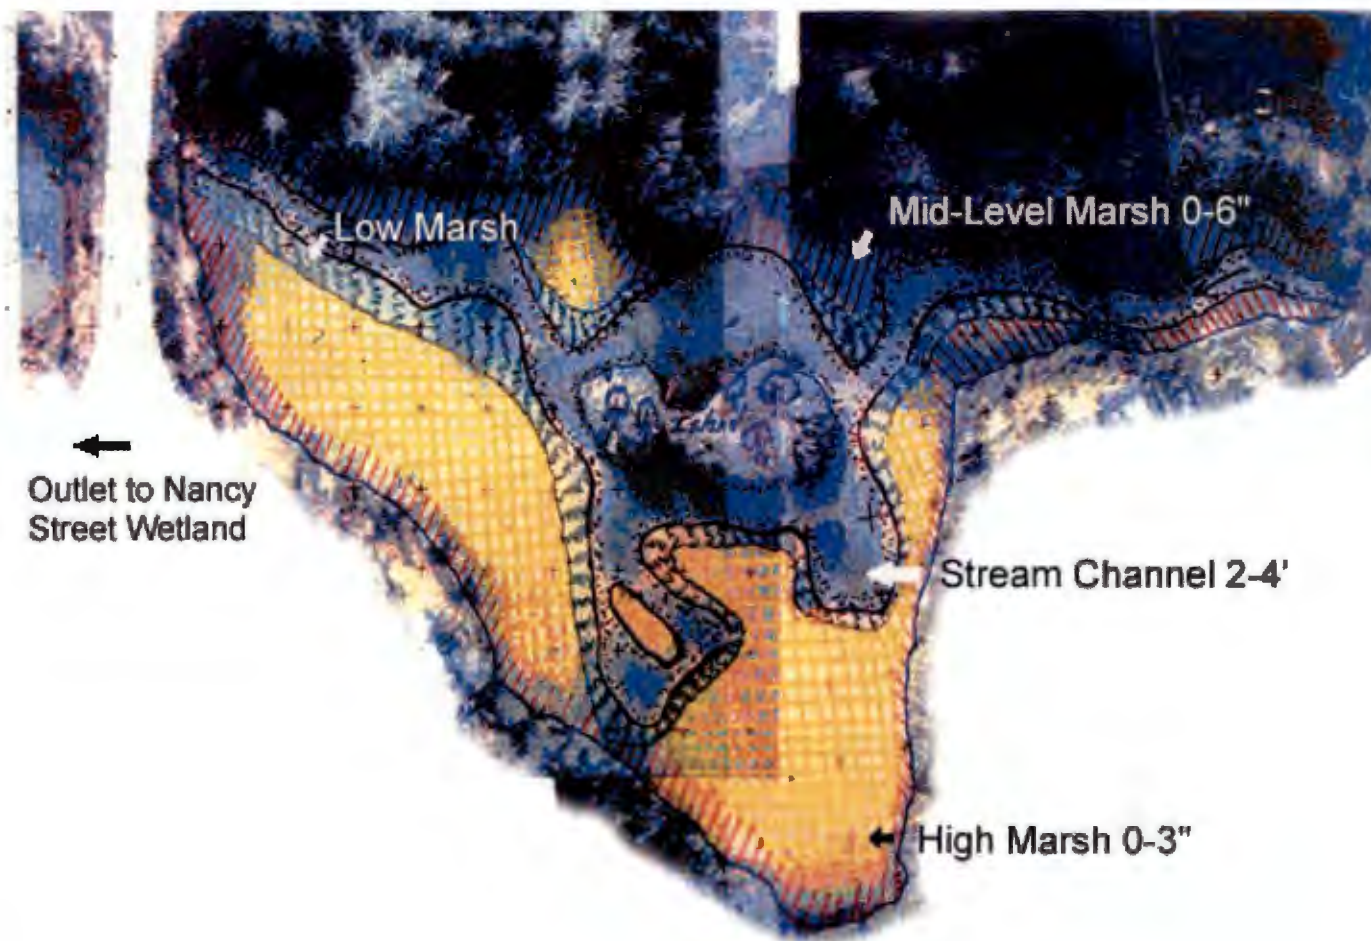 Low Marsh
Mid-Level Marsh 0-6"
Outlet to Nancy
Street Wetland
Stream Channel 2-4'
High Marsh 0-3"